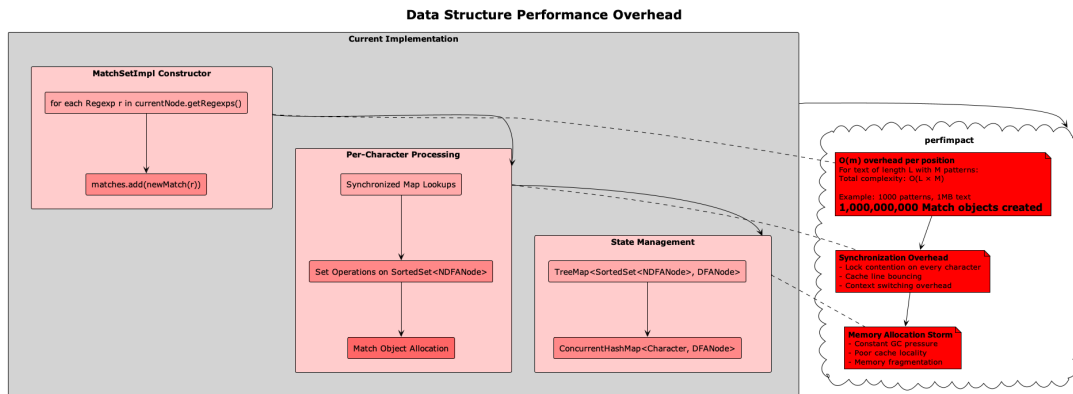 Data Structure Performance Overhead
Current Implementation
MatchSetImpl Constructor
for each Regexp r in currentNode.getRegexps()
matches.add(newMatch(r))
Per-Character Processing
Synchronized Map Lookups
Set Operations on SortedSet<NDFANode>
Match Object Allocation
State Management
TreeMap<SortedSet<NDFANode>, DFANode>
ConcurrentHashMap<Character, DFANode>
perfimpact
O(m) overhead per position
For text of length L with M patterns:
Total complexity: O(L × M)
Example: 1000 patterns, 1MB text
1,000,000,000 Match objects created
Synchronization Overhead
- Lock contention on every character
- Cache line bouncing
- Context switching overhead
Memory Allocation Storm
- Constant GC pressure
- Poor cache locality
- Memory fragmentation